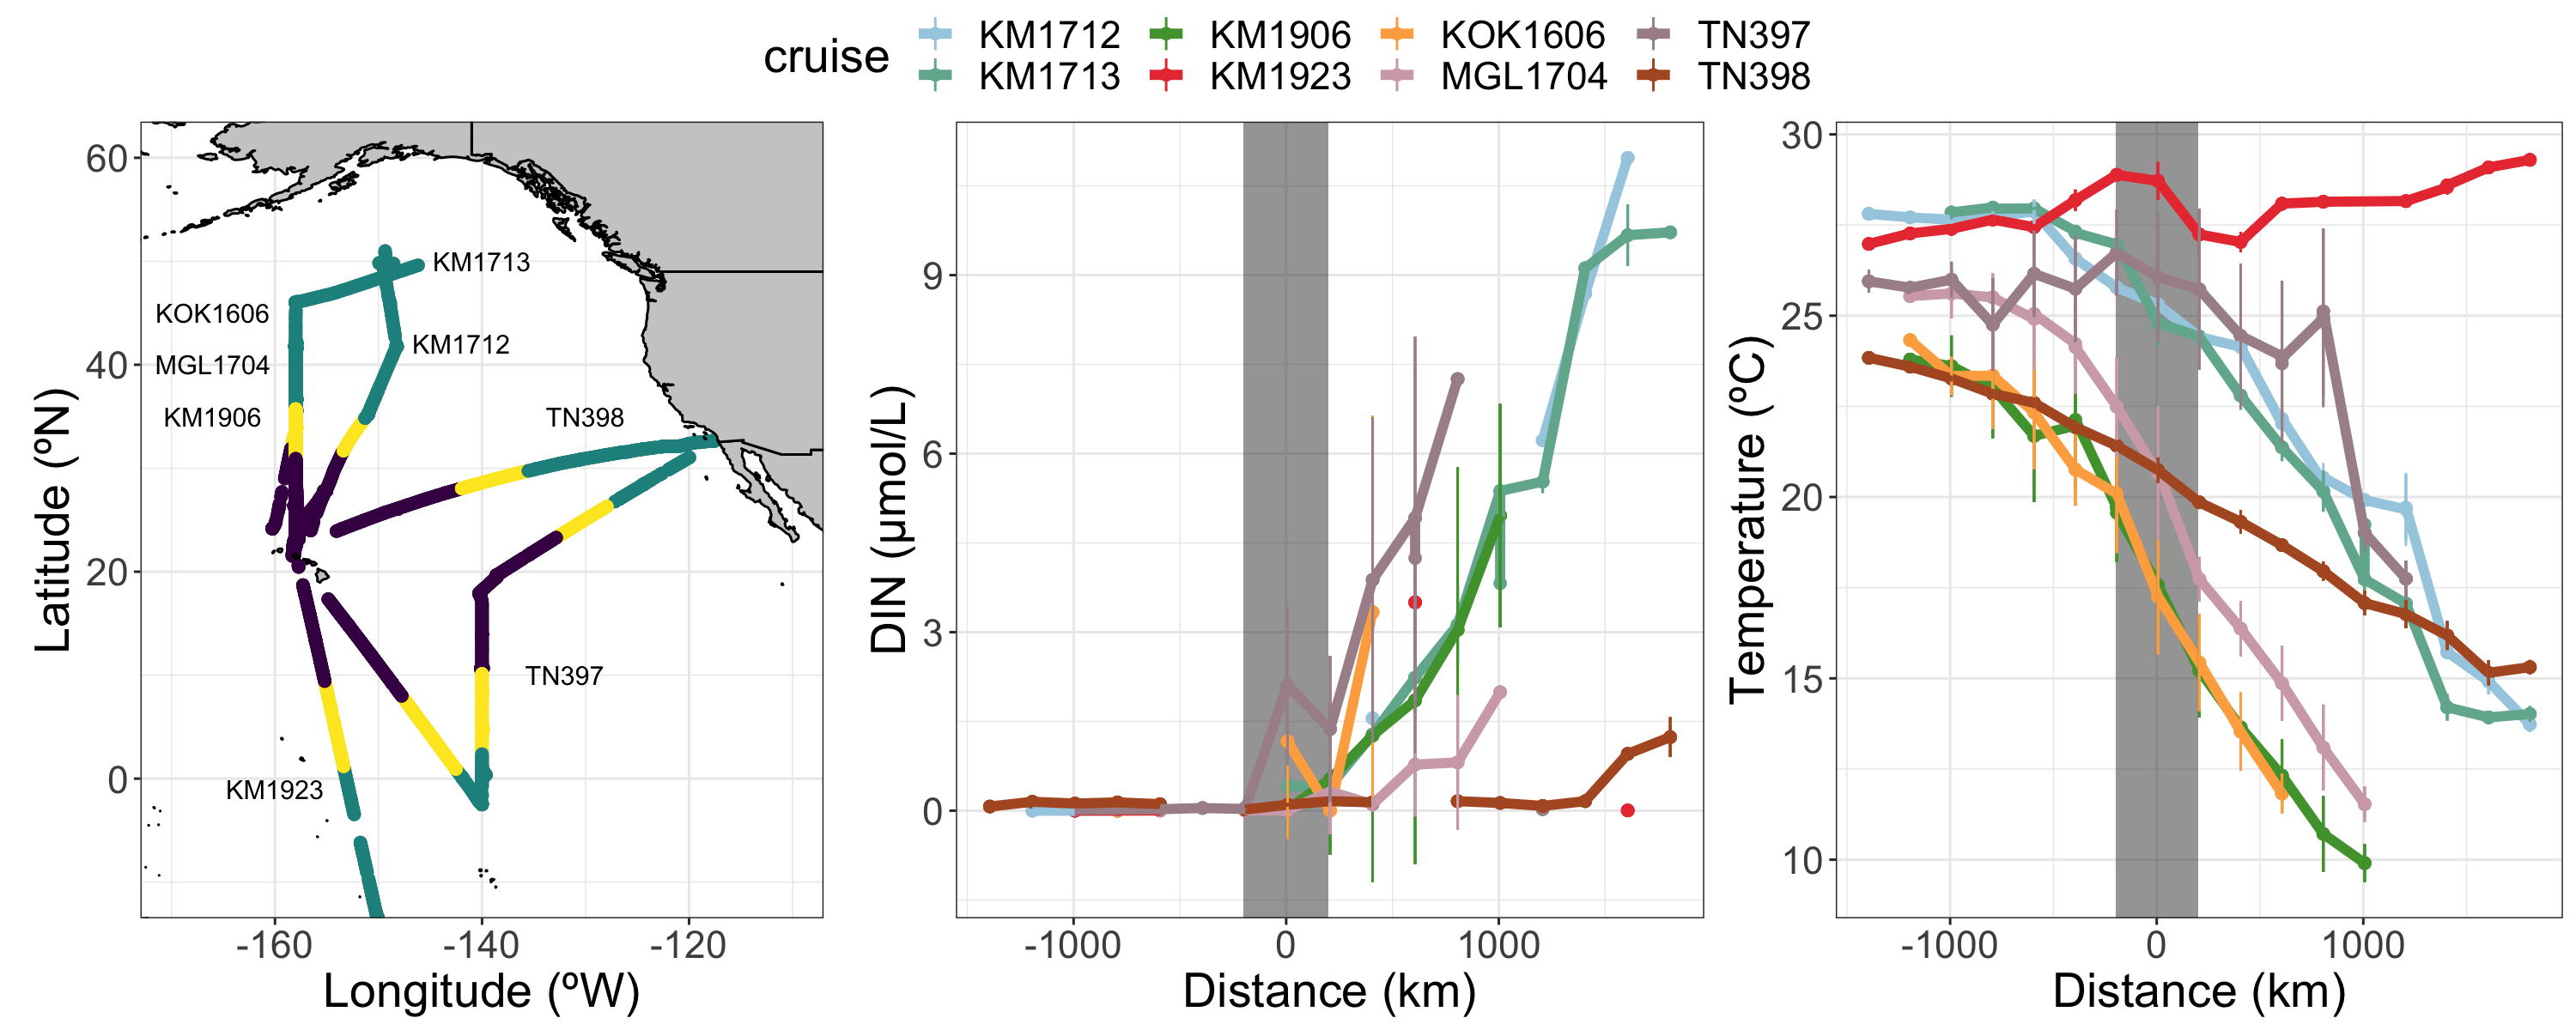 cruise
KM1712 KM1906 KOK1606 TN397
KM1713 KM1923 MGL1704 TN398
Latitude (ºN)
60
40
20
0
KM1713
KOK1606
KM1712
MGL1704
KM1906
TN398
TN397
KM1923
-160 -140 -120
Longitude (ºW)
DIN (µmol/L)
9
6
3
0
-1000 0 1000
Distance (km)
Temperature (ºC)
30
25
20
15
10
-1000 0 1000
Distance (km)